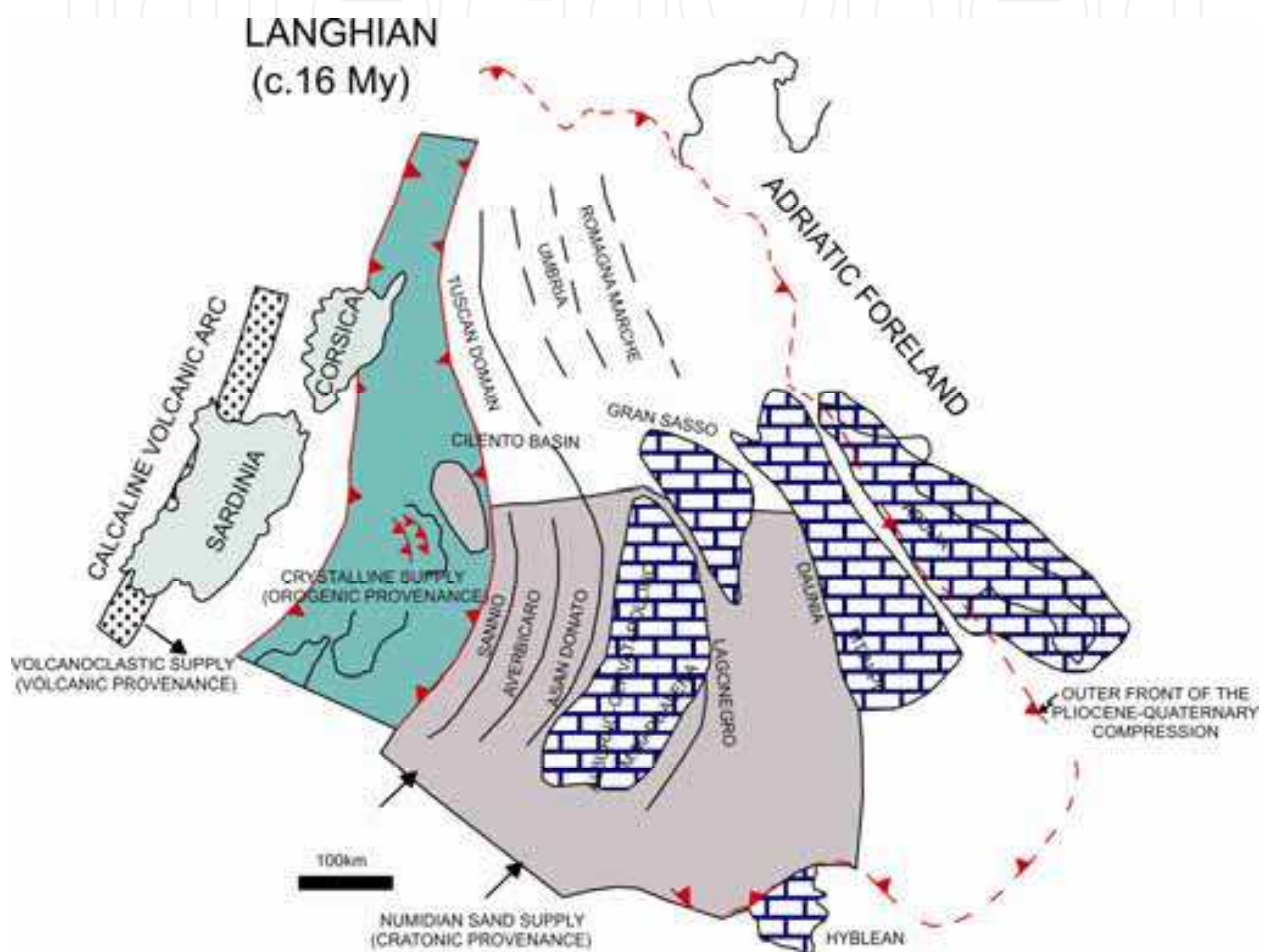 LANGHIAN
(c.16 My)
ADRIATIC FORELAND
ROMAGNA MARCHE
UMBRIA
TUSCAN DOMAIN
CORSICA
CALCALINE VOLCANIC ARC
SARDINIA
GRAN SASSO
CILENTO BASIN
CRYSTALLINE SUPPLY
(OROGENIC PROVENANCE)
SANNIO
AVERBICARO
ASAN DONATO
LAGONEGRO
DAUNIA
VOLCANOCLASTIC SUPPLY
(VOLCANIC PROVENANCE)
OUTER FRONT OF THE
PLIOCENE-QUATERNARY
COMPRESSION
100km
NUMIDIAN SAND SUPPLY
(CRATONIC PROVENANCE)
HYBLEAN